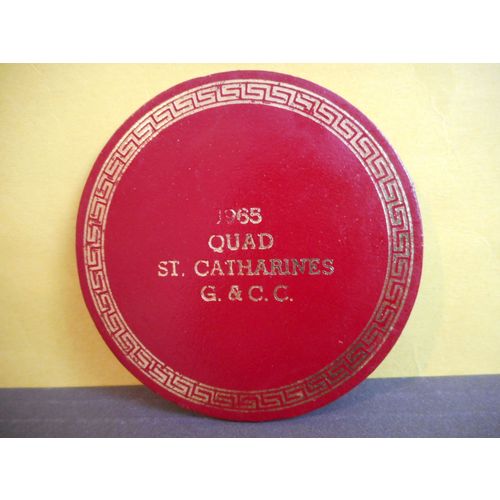 1965
QUAD
ST. CATHARINES
G. & C. C.